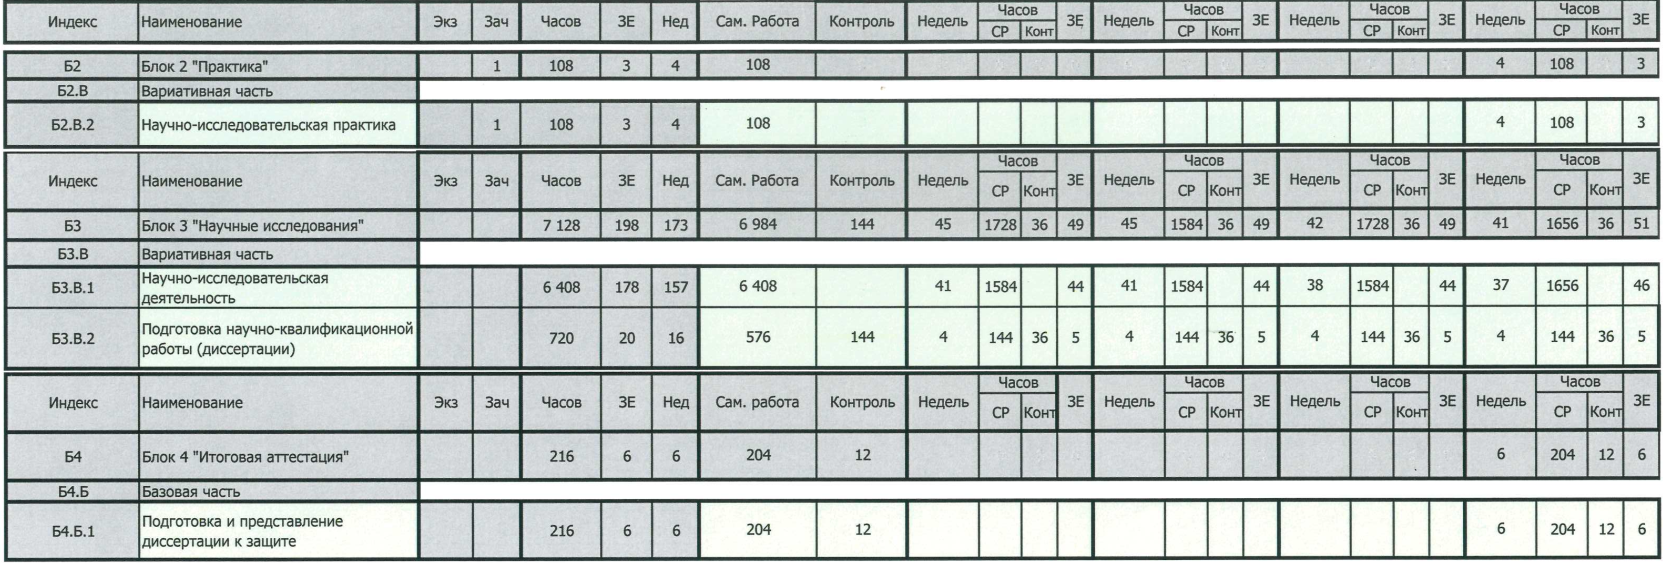 Индекс Наименование Экз Зач Часов ЗЕ Нед Сам. Работа Контроль Недель Часов СР Конт ЗЕ Недель Часов СР Конт ЗЕ Недель Часов СР Конт ЗЕ Недель Часов СР Конт ЗЕ
Б2 Блок 2 "Практика" 1 108 3 4 108 4 108 3
Б2.В Вариативная часть
Б2.В.2 Научно-исследовательская практика 1 108 3 4 108 4 108 3
Индекс Наименование Экз Зач Часов ЗЕ Нед Сам. Работа Контроль Недель Часов СР Конт ЗЕ Недель Часов СР Конт ЗЕ Недель Часов СР Конт ЗЕ Недель Часов СР Конт ЗЕ
Б3 Блок 3 "Научные исследования" 7 128 198 173 6 984 144 45 1728 36 49 45 1584 36 49 42 1728 36 49 41 1656 36 51
Б3.В Вариативная часть
Б3.В.1 Научно-исследовательская
деятельность 6 408 178 157 6 408 41 1584 44 41 1584 44 38 1584 44 37 1656 46
Б3.В.2 Подготовка научно-квалификационной
работы (диссертации) 720 20 16 576 144 4 144 36 5 4 144 36 5 4 144 36 5 4 144 36 5
Индекс Наименование Экз Зач Часов ЗЕ Нед Сам. работа Контроль Недель Часов СР Конт ЗЕ Недель Часов СР Конт ЗЕ Недель Часов СР Конт ЗЕ Недель Часов СР Конт ЗЕ
Б4 Блок 4 "Итоговая аттестация" 216 6 6 204 12 6 204 12 6
Б4.Б Базовая часть
Б4.Б.1 Подготовка и представление
диссертации к защите 216 6 6 204 12 6 204 12 6